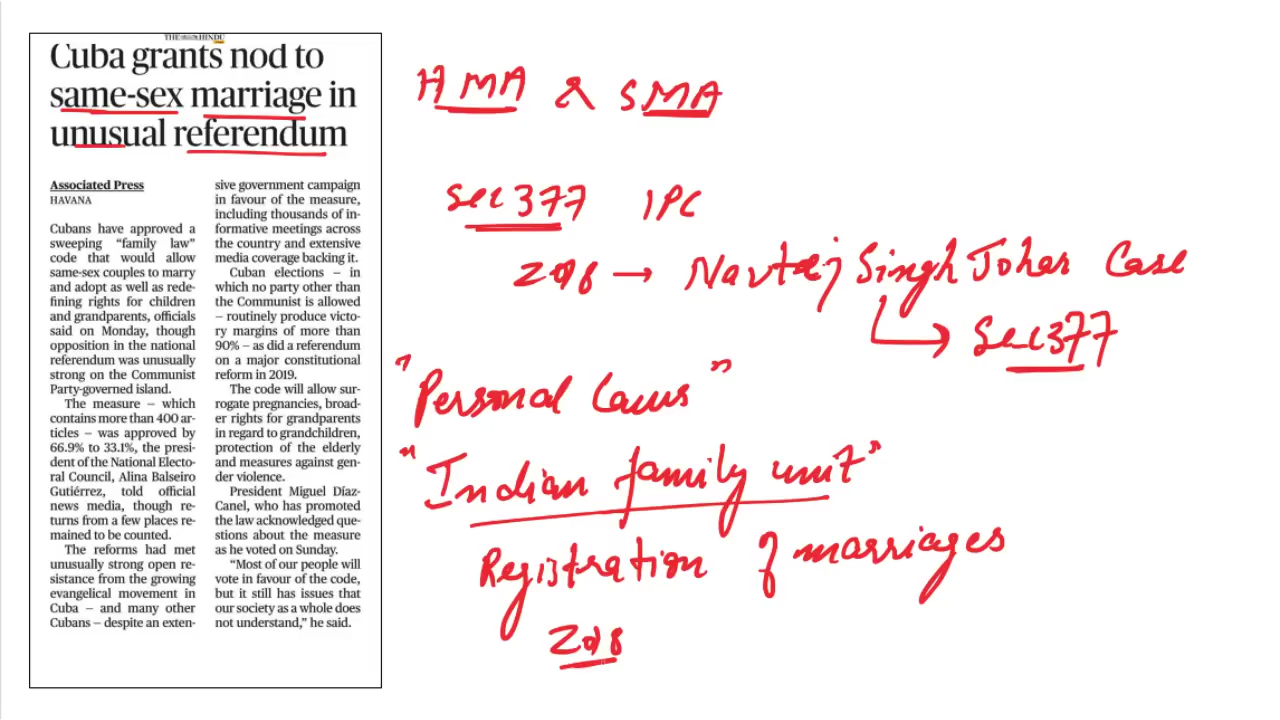 THE HINDU
Cuba grants nod to
same-sex marriage in
unusual referendum
Associated Press
HAVANA
Cubans have approved a
sweeping “family law”
code that would allow
same-sex couples to marry
and adopt as well as rede-
fining rights for children
and grandparents, officials
said on Monday, though
opposition in the national
referendum was unusually
strong on the Communist
Party-governed island.
The measure – which
contains more than 400 ar-
ticles – was approved by
66.9% to 33.1%, the presi-
dent of the National Electo-
ral Council, Alina Balseiro
Gutiérrez, told official
news media, though re-
turns from a few places re-
mained to be counted.
The reforms had met
unusually strong open re-
sistance from the growing
evangelical movement in
Cuba – and many other
Cubans – despite an exten-
sive government campaign
in favour of the measure,
including thousands of in-
formative meetings across
the country and extensive
media coverage backing it.
Cuban elections – in
which no party other than
the Communist is allowed
– routinely produce victo-
ry margins of more than
90% – as did a referendum
on a major constitutional
reform in 2019.
The code will allow sur-
rogate pregnancies, broad-
er rights for grandparents
in regard to grandchildren,
protection of the elderly
and measures against gen-
der violence.
President Miguel Díaz-
Canel, who has promoted
the law acknowledged que-
stions about the measure
as he voted on Sunday.
“Most of our people will
vote in favour of the code,
but it still has issues that
our society as a whole does
not understand,” he said.
HMA & SMA
Sec 377 IPC
2018 → Navtej Singh Johar Case
Sec 377
"Personal Laws"
"Indian family unit"
Registration of marriages
2018